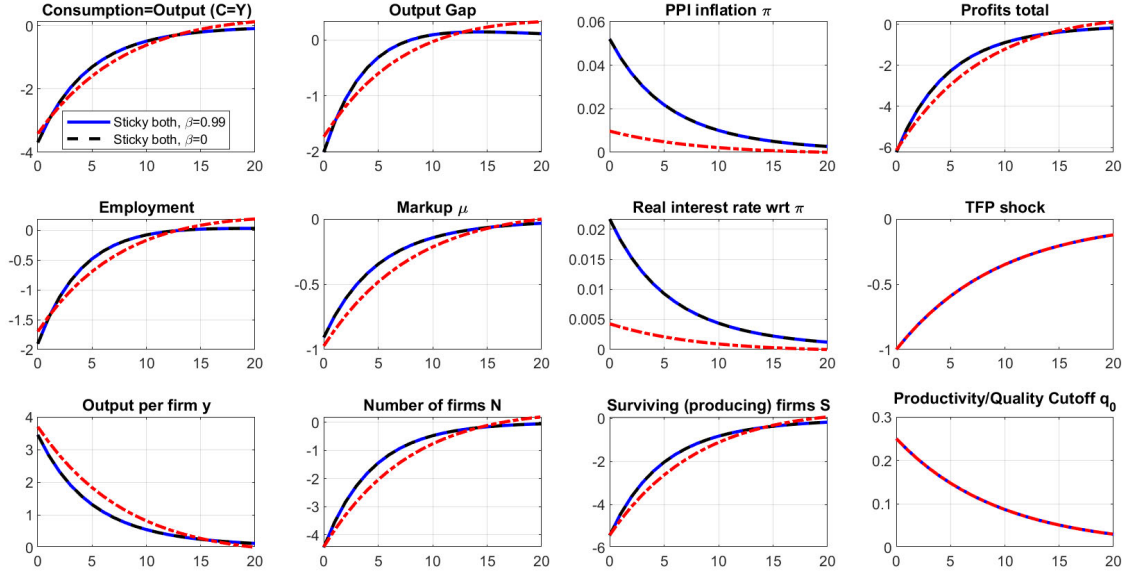 Consumption=Output (C=Y)
0
-2
-4
0 5 10 15 20
Sticky both, β=0.99
Sticky both, β=0
Output Gap
0
-1
-2
0 5 10 15 20
PPI inflation π
0.06
0.04
0.02
0
0 5 10 15 20
Profits total
0
-2
-4
-6
0 5 10 15 20
Employment
0
-0.5
-1
-1.5
-2
0 5 10 15 20
Markup μ
0
-0.5
-1
0 5 10 15 20
Real interest rate wrt π
0.02
0.015
0.01
0.005
0
0 5 10 15 20
TFP shock
0
-0.5
-1
0 5 10 15 20
Output per firm y
4
3
2
1
0
0 5 10 15 20
Number of firms N
0
-1
-2
-3
-4
0 5 10 15 20
Surviving (producing) firms S
0
-2
-4
-6
0 5 10 15 20
Productivity/Quality Cutoff q₀
0.3
0.2
0.1
0
0 5 10 15 20